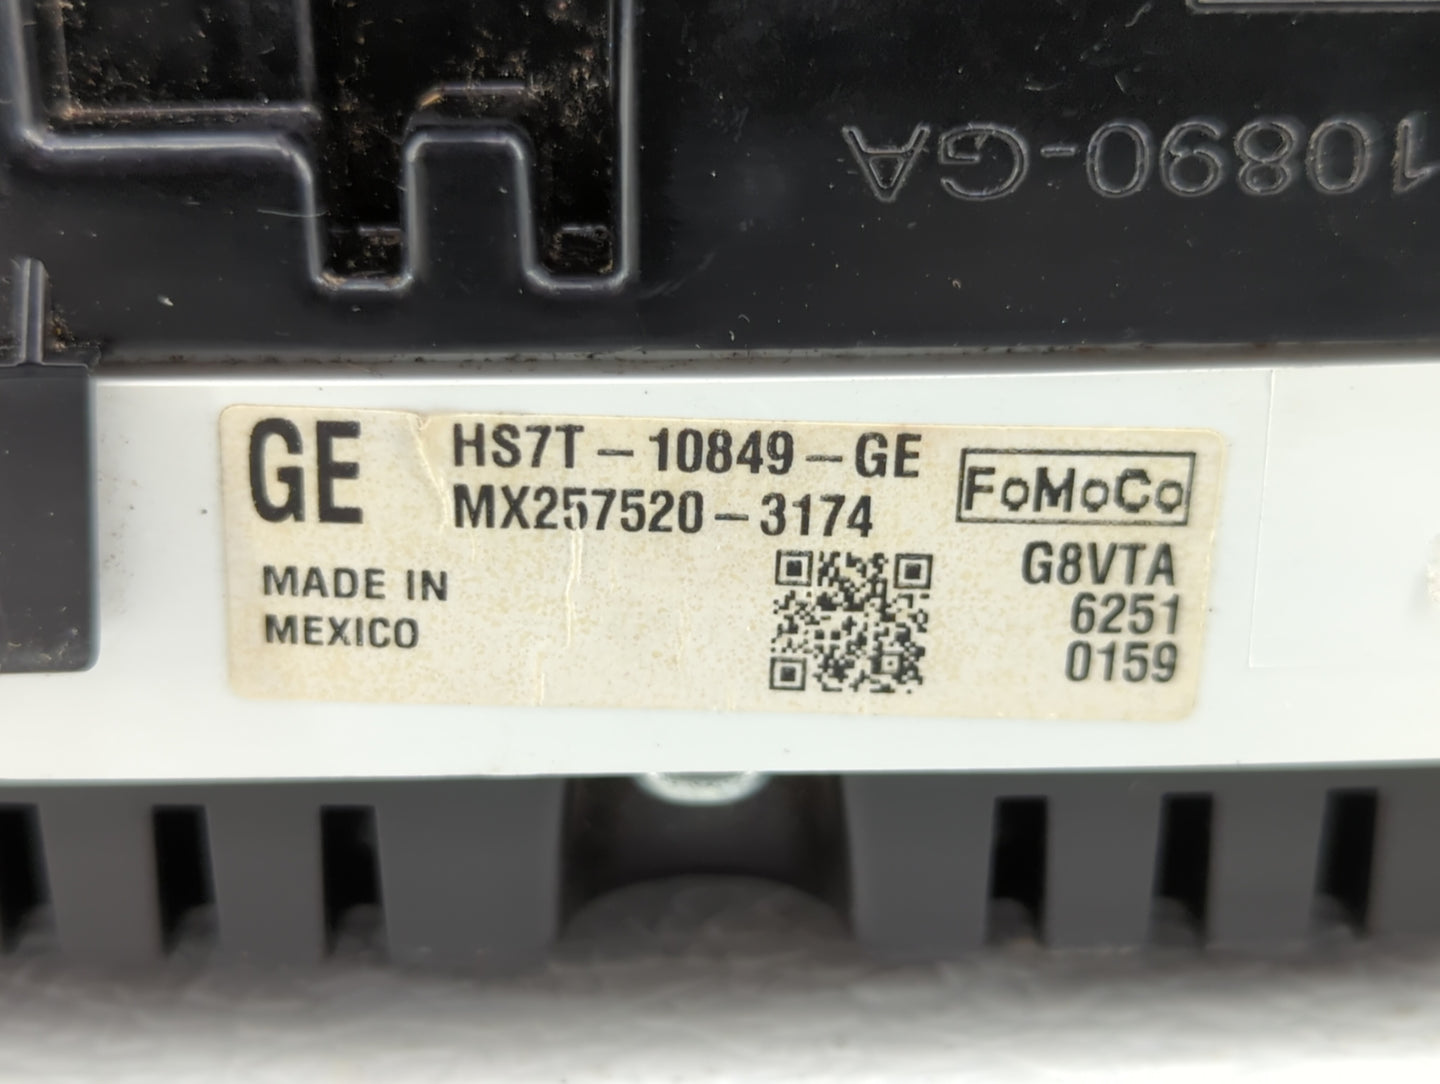 10890-GA
GE
HS7T-10849-GE
MX257520-3174
FoMoCo
MADE IN
MEXICO
G8VTA
6251
0159